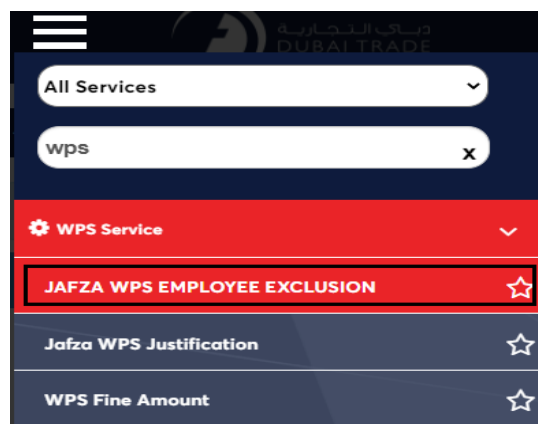 دبي التجارية
DUBAI TRADE
All Services
wps
x
WPS Service
JAFZA WPS EMPLOYEE EXCLUSION
Jafza WPS Justification
WPS Fine Amount